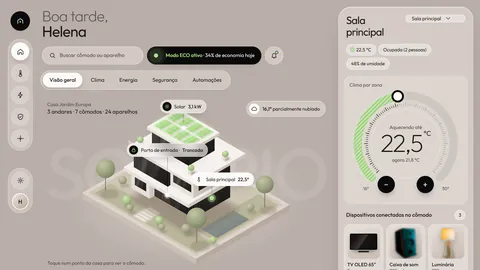 Boa tarde,
Helena
Buscar cômodo ou aparelho
Modo ECO ativo · 34% de economia hoje
Visão geral
Clima
Energia
Segurança
Automações
Casa Jardim Europa
3 andares · 7 cômodos · 24 aparelhos
Solar 3,1 kW
16,1° parcialmente nublado
Porta de entrada Trancada
Sala principal 22,5°
Toque num ponto da casa para ver o cômodo.
H
Sala
principal
Sala principal
22,5 °C
Ocupada (2 pessoas)
48% de umidade
Clima por zona
Aquecendo até
22,5 °C
agora 21,8 °C
16°
30°
Dispositivos conectados no cômodo
3
TV OLED 65"
Caixa de som
Luminária